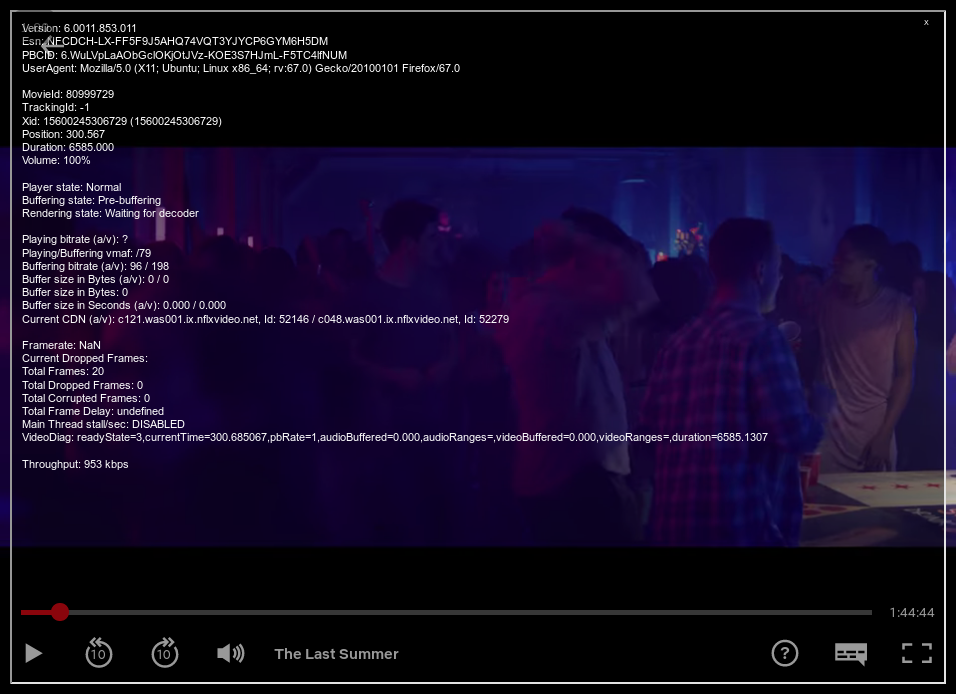 x
Version: 6.0011.853.011
Esn: NFCDCH-LX-FF5F9J5AHQ74VQT3YJYCP6GYM6H5DM
PBCID: 6.WuLVpLaAObGclOKjOtJVz-KOE3S7HJmL-F5TC4lfNUM
UserAgent: Mozilla/5.0 (X11; Ubuntu; Linux x86_64; rv:67.0) Gecko/20100101 Firefox/67.0
MovieId: 80999729
TrackingId: -1
Xid: 15600245306729 (15600245306729)
Position: 300.567
Duration: 6585.000
Volume: 100%
Player state: Normal
Buffering state: Pre-buffering
Rendering state: Waiting for decoder
Playing bitrate (a/v): ?
Playing/Buffering vmaf: /79
Buffering bitrate (a/v): 96 / 198
Buffer size in Bytes (a/v): 0 / 0
Buffer size in Bytes: 0
Buffer size in Seconds (a/v): 0.000 / 0.000
Current CDN (a/v): c121.was001.ix.nflxvideo.net, Id: 52146 / c048.was001.ix.nflxvideo.net, Id: 52279
Framerate: NaN
Current Dropped Frames:
Total Frames: 20
Total Dropped Frames: 0
Total Corrupted Frames: 0
Total Frame Delay: undefined
Main Thread stall/sec: DISABLED
VideoDiag: readyState=3,currentTime=300.685067,pbRate=1,audioBuffered=0.000,audioRanges=,videoBuffered=0.000,videoRanges=,duration=6585.1307
Throughput: 953 kbps
1:44:44
10
10
The Last Summer
?